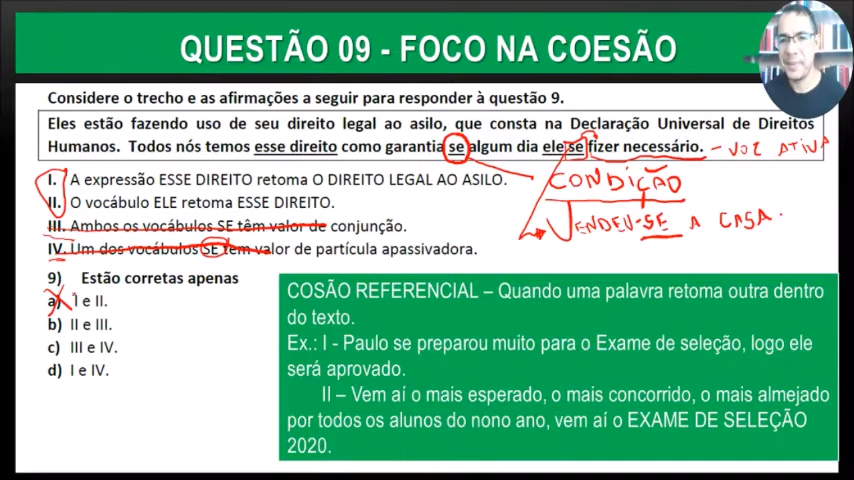 QUESTÃO 09 - FOCO NA COESÃO
Considere o trecho e as afirmações a seguir para responder à questão 9.
Eles estão fazendo uso de seu direito legal ao asilo, que consta na Declaração Universal de Direitos
Humanos. Todos nós temos esse direito como garantia se algum dia ele se fizer necessário. - VOZ ATIVA
I. A expressão ESSE DIREITO retoma O DIREITO LEGAL AO ASILO.
CONDIÇÃO
II. O vocábulo ELE retoma ESSE DIREITO.
III. Ambos os vocábulos SE têm valor de conjunção.
VENDEU-SE A CASA.
IV. Um dos vocábulos SE tem valor de partícula apassivadora.
9) Estão corretas apenas
a) I e II.
b) II e III.
c) III e IV.
d) I e IV.
COSÃO REFERENCIAL – Quando uma palavra retoma outra dentro
do texto.
Ex.: I - Paulo se preparou muito para o Exame de seleção, logo ele
será aprovado.
II – Vem aí o mais esperado, o mais concorrido, o mais almejado
por todos os alunos do nono ano, vem aí o EXAME DE SELEÇÃO
2020.